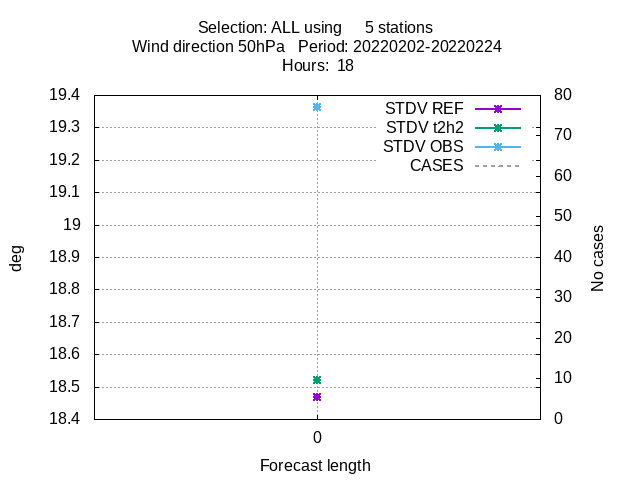 Selection: ALL using 5 stations
Wind direction 50hPa Period: 20220202-20220224
Hours: 18
STDV REF
STDV t2h2
STDV OBS
CASES
19.4
19.3
19.2
19.1
19
18.9
18.8
18.7
18.6
18.5
18.4
80
70
60
50
40
30
20
10
0
deg
No cases
0
Forecast length